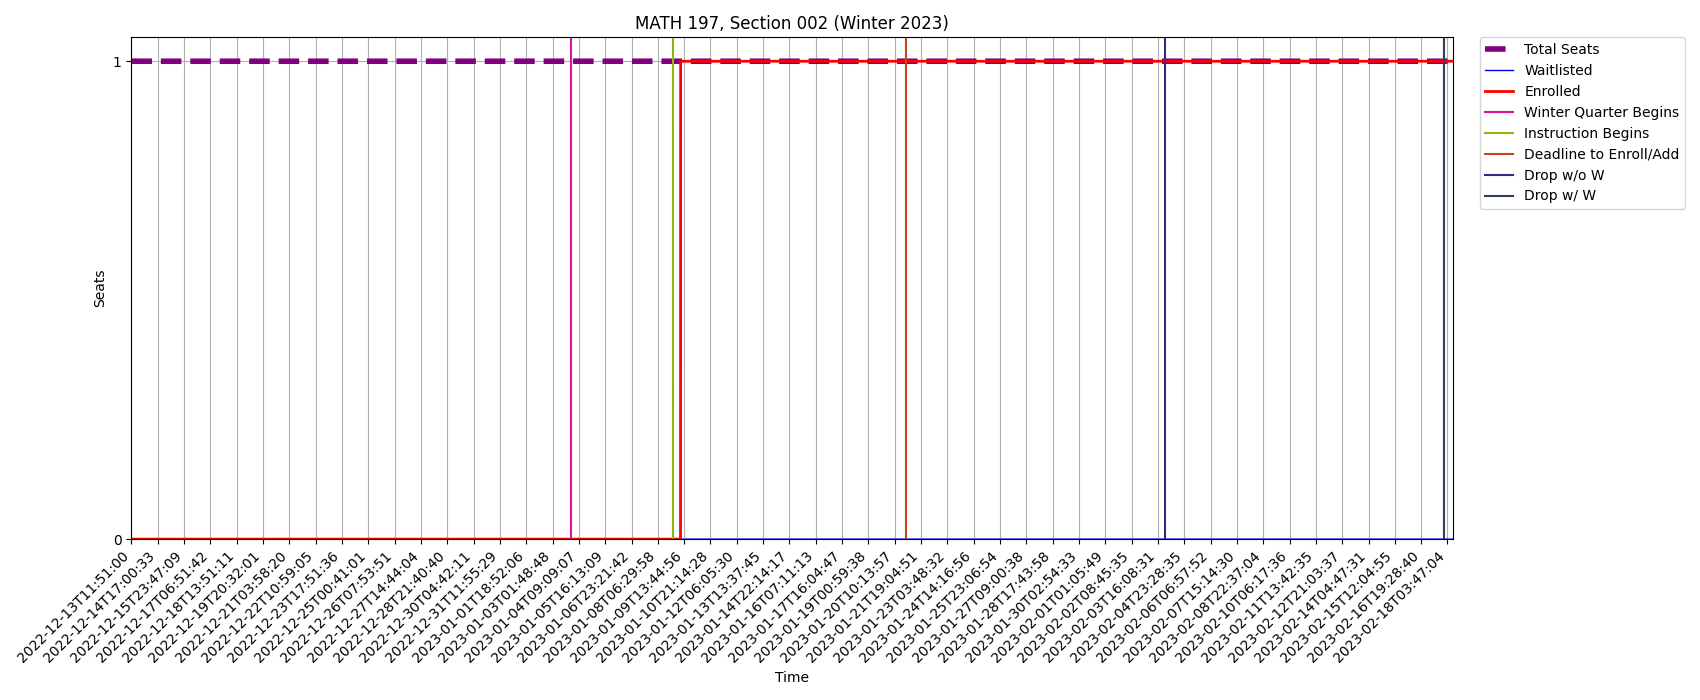 MATH 197, Section 002 (Winter 2023)
1
0
Seats
Total Seats
Waitlisted
Enrolled
Winter Quarter Begins
Instruction Begins
Deadline to Enroll/Add
Drop w/o W
Drop w/ W
2022-12-13T11:51:00
2022-12-14T17:00:33
2022-12-15T23:47:09
2022-12-17T06:51:42
2022-12-18T13:51:11
2022-12-19T20:32:01
2022-12-21T03:58:20
2022-12-22T10:59:05
2022-12-23T17:51:36
2022-12-25T00:41:01
2022-12-26T07:53:51
2022-12-27T14:44:04
2022-12-28T21:40:40
2022-12-30T04:42:11
2022-12-31T11:55:29
2023-01-01T18:52:06
2023-01-03T01:48:48
2023-01-04T09:09:07
2023-01-05T16:13:09
2023-01-06T23:21:42
2023-01-08T06:29:58
2023-01-09T13:44:56
2023-01-10T21:14:28
2023-01-12T06:05:30
2023-01-13T13:37:45
2023-01-14T22:14:17
2023-01-16T07:11:13
2023-01-17T16:04:47
2023-01-19T00:59:38
2023-01-20T10:13:57
2023-01-21T19:04:51
2023-01-23T03:48:32
2023-01-24T14:16:56
2023-01-25T23:06:54
2023-01-27T09:00:38
2023-01-28T17:43:58
2023-01-30T02:54:33
2023-02-01T01:05:49
2023-02-02T08:45:35
2023-02-03T16:08:31
2023-02-04T23:28:35
2023-02-06T06:57:52
2023-02-07T15:14:30
2023-02-08T22:37:04
2023-02-10T06:17:36
2023-02-11T13:42:35
2023-02-12T21:03:37
2023-02-14T04:47:31
2023-02-15T12:04:55
2023-02-16T19:28:40
2023-02-18T03:47:04
Time